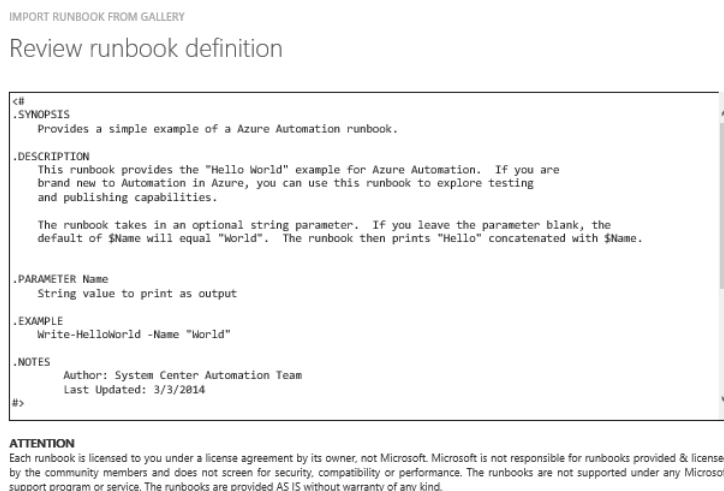 IMPORT RUNBOOK FROM GALLERY
Review runbook definition
<#
.SYNOPSIS
    Provides a simple example of a Azure Automation runbook.
.DESCRIPTION
    This runbook provides the "Hello World" example for Azure Automation.  If you are
    brand new to Automation in Azure, you can use this runbook to explore testing
    and publishing capabilities.
    The runbook takes in an optional string parameter.  If you leave the parameter blank, the
    default of $Name will equal "World".  The runbook then prints "Hello" concatenated with $Name.
.PARAMETER Name
    String value to print as output
.EXAMPLE
    Write-HelloWorld -Name "World"
.NOTES
        Author: System Center Automation Team
        Last Updated: 3/3/2014
#>
ATTENTION
Each runbook is licensed to you under a license agreement by its owner, not Microsoft. Microsoft is not responsible for runbooks provided & license
by the community members and does not screen for security, compatibility or performance. The runbooks are not supported under any Microsof
support program or service. The runbooks are provided AS IS without warranty of any kind.